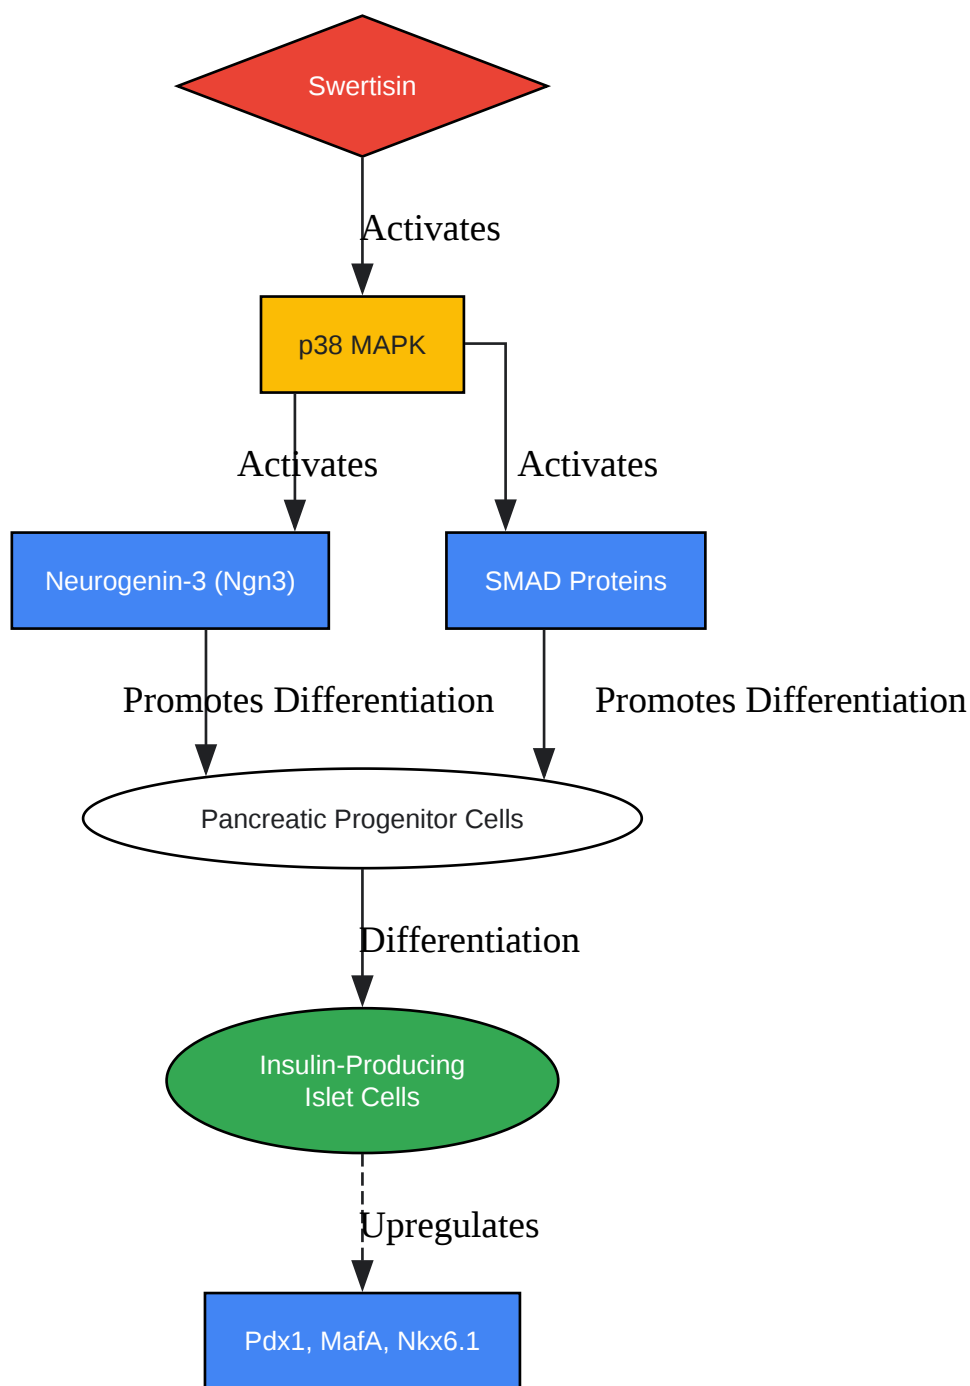 Swertisin
Activates
p38 MAPK
Activates
Activates
Neurogenin-3 (Ngn3)
SMAD Proteins
Promotes Differentiation
Promotes Differentiation
Pancreatic Progenitor Cells
Differentiation
Insulin-Producing
Islet Cells
Upregulates
Pdx1, MafA, Nkx6.1